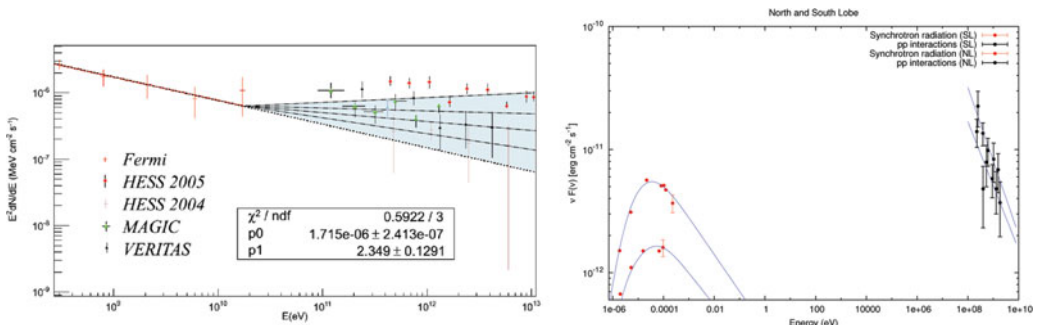 E²dN/dE (MeV cm⁻² s⁻¹)
10⁻⁶
10⁻⁷
10⁻⁸
10⁻⁹
Fermi
HESS 2005
HESS 2004
MAGIC
VERITAS
χ² / ndf 0.5922 / 3
p0 1.715e-06 ± 2.413e-07
p1 2.349 ± 0.1291
10⁹ 10¹⁰ 10¹¹ 10¹² 10¹³
E(eV)
North and South Lobe
Synchrotron radiation (SL)
pp interactions (SL)
Synchrotron radiation (NL)
pp interactions (NL)
ν F(ν) [erg cm⁻² s⁻¹]
10⁻¹⁰
10⁻¹¹
10⁻¹²
1e-06 0.0001 0.01 1 100 10000 1e+06 1e+08 1e+10
Energy (eV)